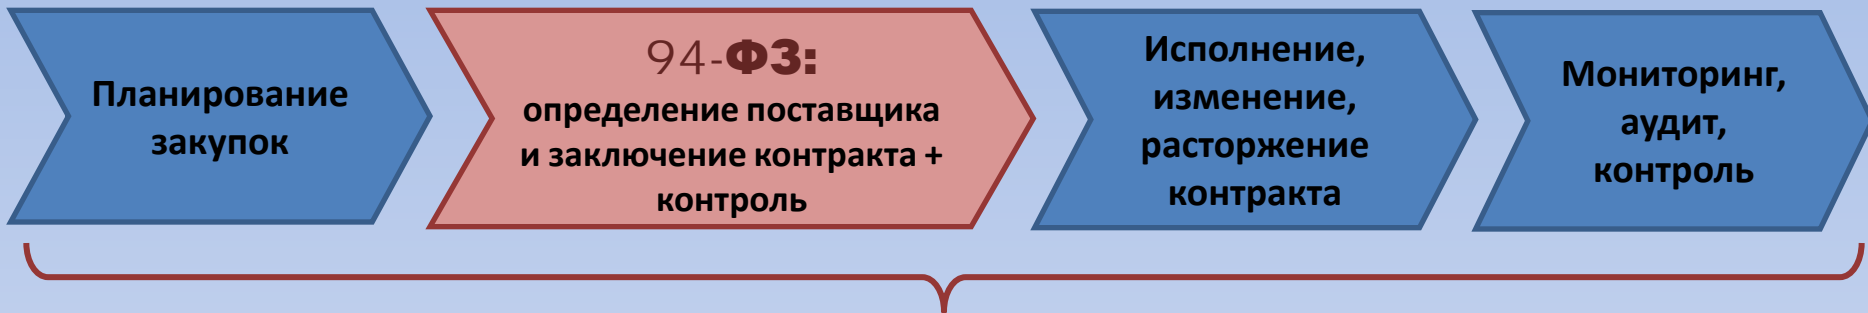 Планирование
закупок
94-ФЗ:
определение поставщика
и заключение контракта +
контроль
Исполнение,
изменение,
расторжение
контракта
Мониторинг,
аудит,
контроль